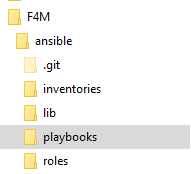 F4M
ansible
.git
inventories
lib
playbooks
roles